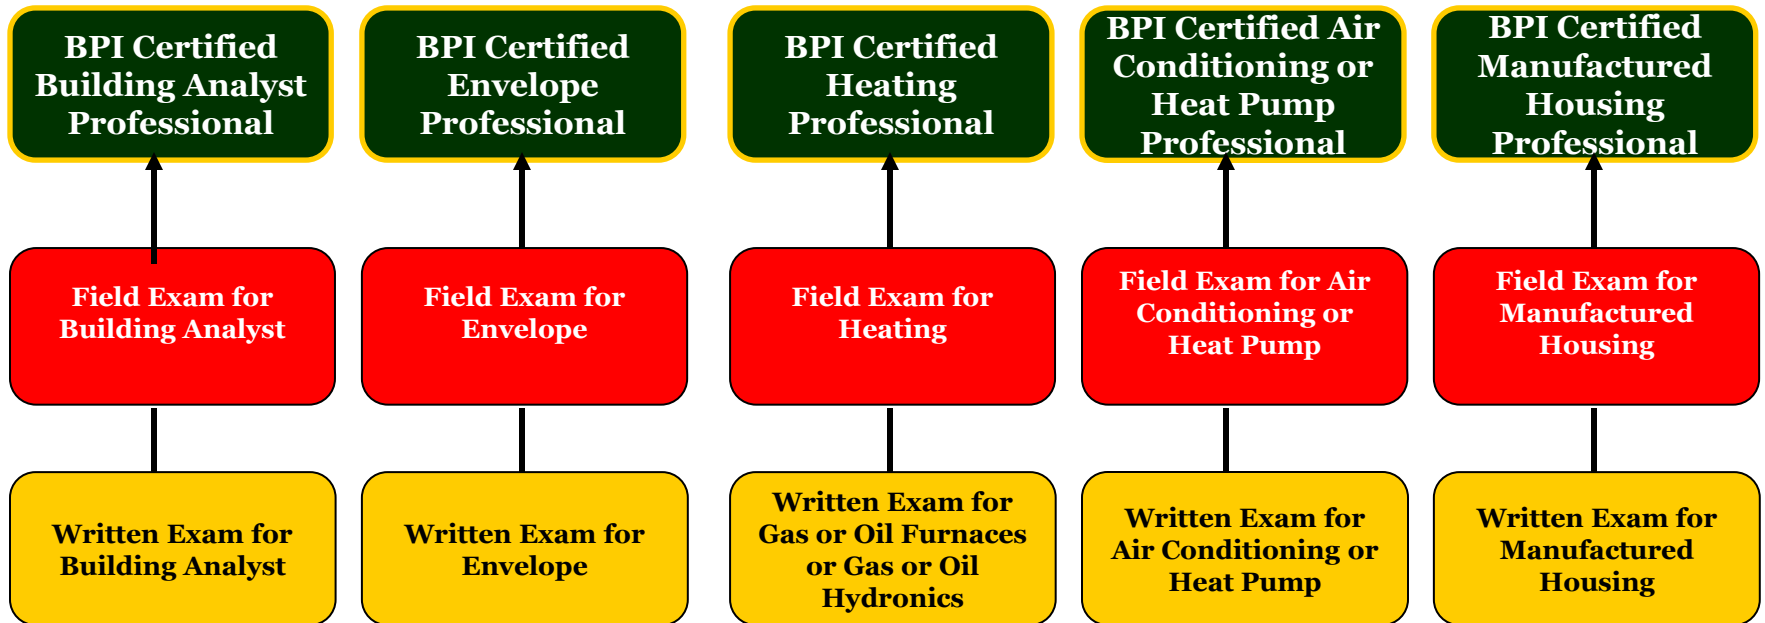 BPI Certified
Building Analyst
Professional
BPI Certified
Envelope
Professional
BPI Certified
Heating
Professional
BPI Certified Air
Conditioning or
Heat Pump
Professional
BPI Certified
Manufactured
Housing
Professional
Field Exam for
Building Analyst
Field Exam for
Envelope
Field Exam for
Heating
Field Exam for Air
Conditioning or
Heat Pump
Field Exam for
Manufactured
Housing
Written Exam for
Building Analyst
Written Exam for
Envelope
Written Exam for
Gas or Oil Furnaces
or Gas or Oil
Hydronics
Written Exam for
Air Conditioning or
Heat Pump
Written Exam for
Manufactured
Housing